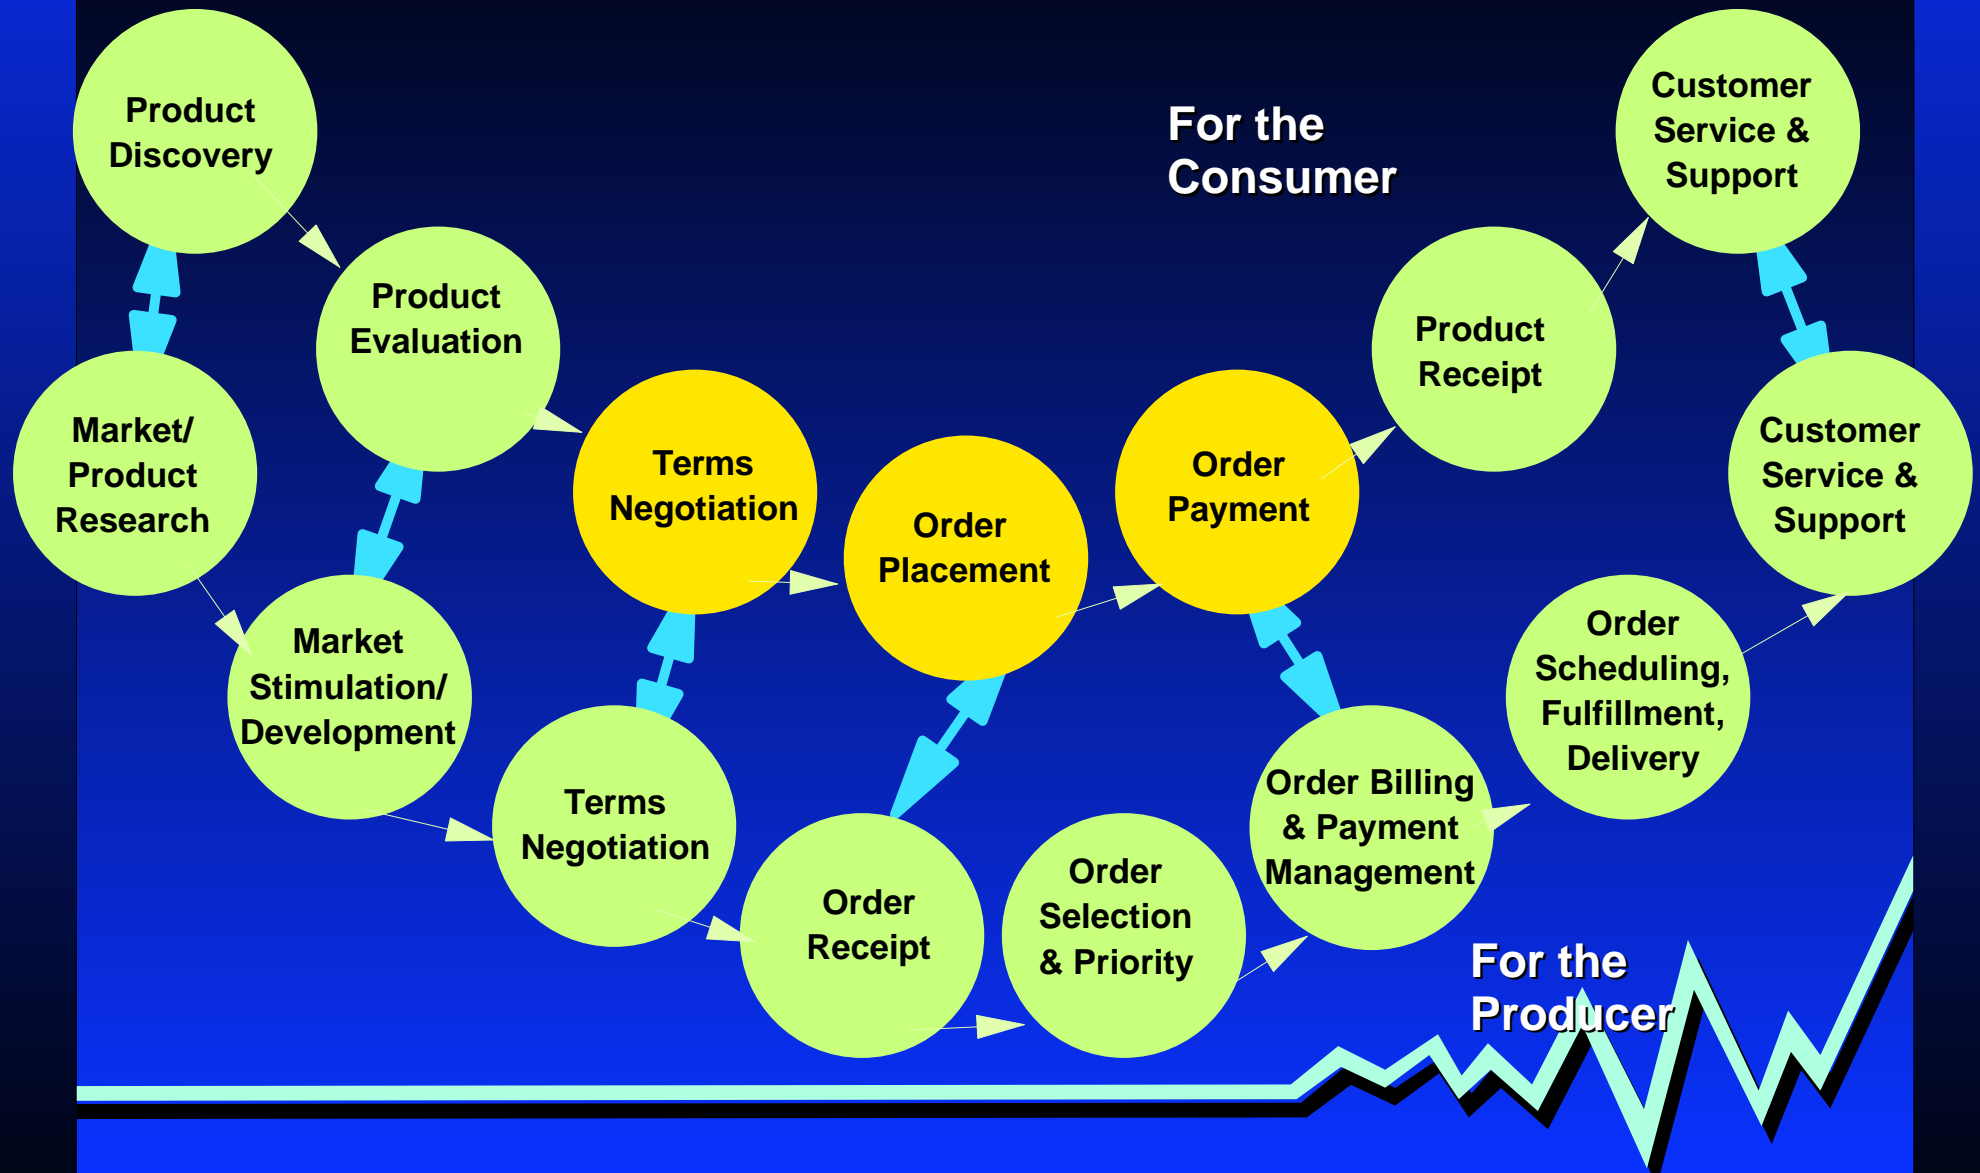 Product
Discovery
Product
Evaluation
Terms
Negotiation
Order
Placement
Order
Payment
Product
Receipt
Customer
Service &
Support
For the
Consumer
Market/
Product
Research
Market
Stimulation/
Development
Terms
Negotiation
Order
Receipt
Order
Selection
& Priority
Order Billing
& Payment
Management
Order
Scheduling,
Fulfillment,
Delivery
Customer
Service &
Support
For the
Producer